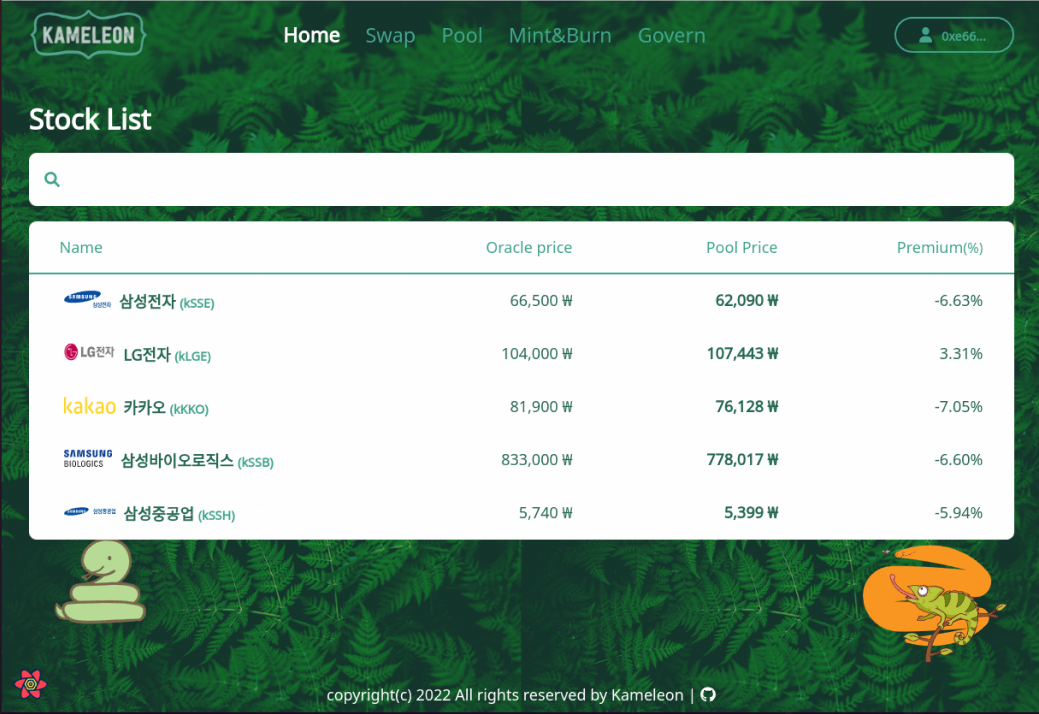 KAMELEON Home Swap Pool Mint&Burn Govern 0xe66...
Stock List
Name Oracle price Pool Price Premium(%)
SAMSUNG 삼성전자 삼성전자 (kSSE) 66,500 ₩ 62,090 ₩ -6.63%
LG전자 LG전자 (kLGE) 104,000 ₩ 107,443 ₩ 3.31%
kakao 카카오 (kKKO) 81,900 ₩ 76,128 ₩ -7.05%
SAMSUNG BIOLOGICS 삼성바이오로직스 (kSSB) 833,000 ₩ 778,017 ₩ -6.60%
SAMSUNG 삼성중공업 삼성중공업 (kSSH) 5,740 ₩ 5,399 ₩ -5.94%
copyright(c) 2022 All rights reserved by Kameleon |